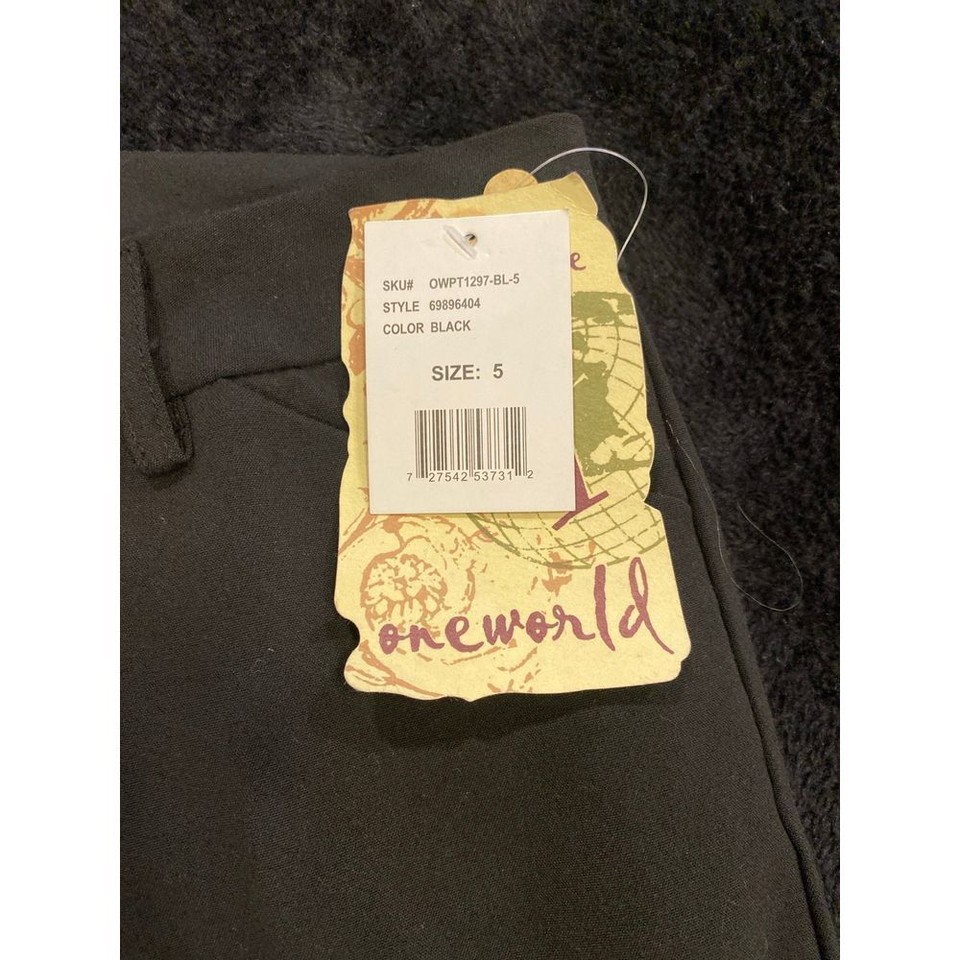 SKU# OWPT1297-BL-5
STYLE 69896404
COLOR BLACK
SIZE: 5
7 27542 53731 2
oneworld